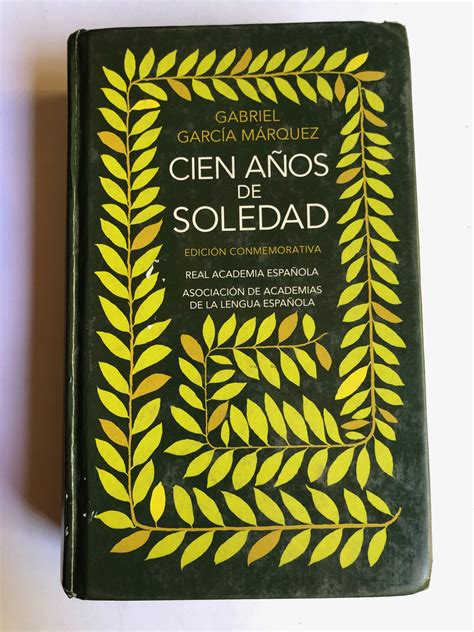 GABRIEL
GARCÍA MÁRQUEZ
CIEN AÑOS
DE
SOLEDAD
EDICIÓN CONMEMORATIVA
REAL ACADEMIA ESPAÑOLA
ASOCIACIÓN DE ACADEMIAS
DE LA LENGUA ESPAÑOLA